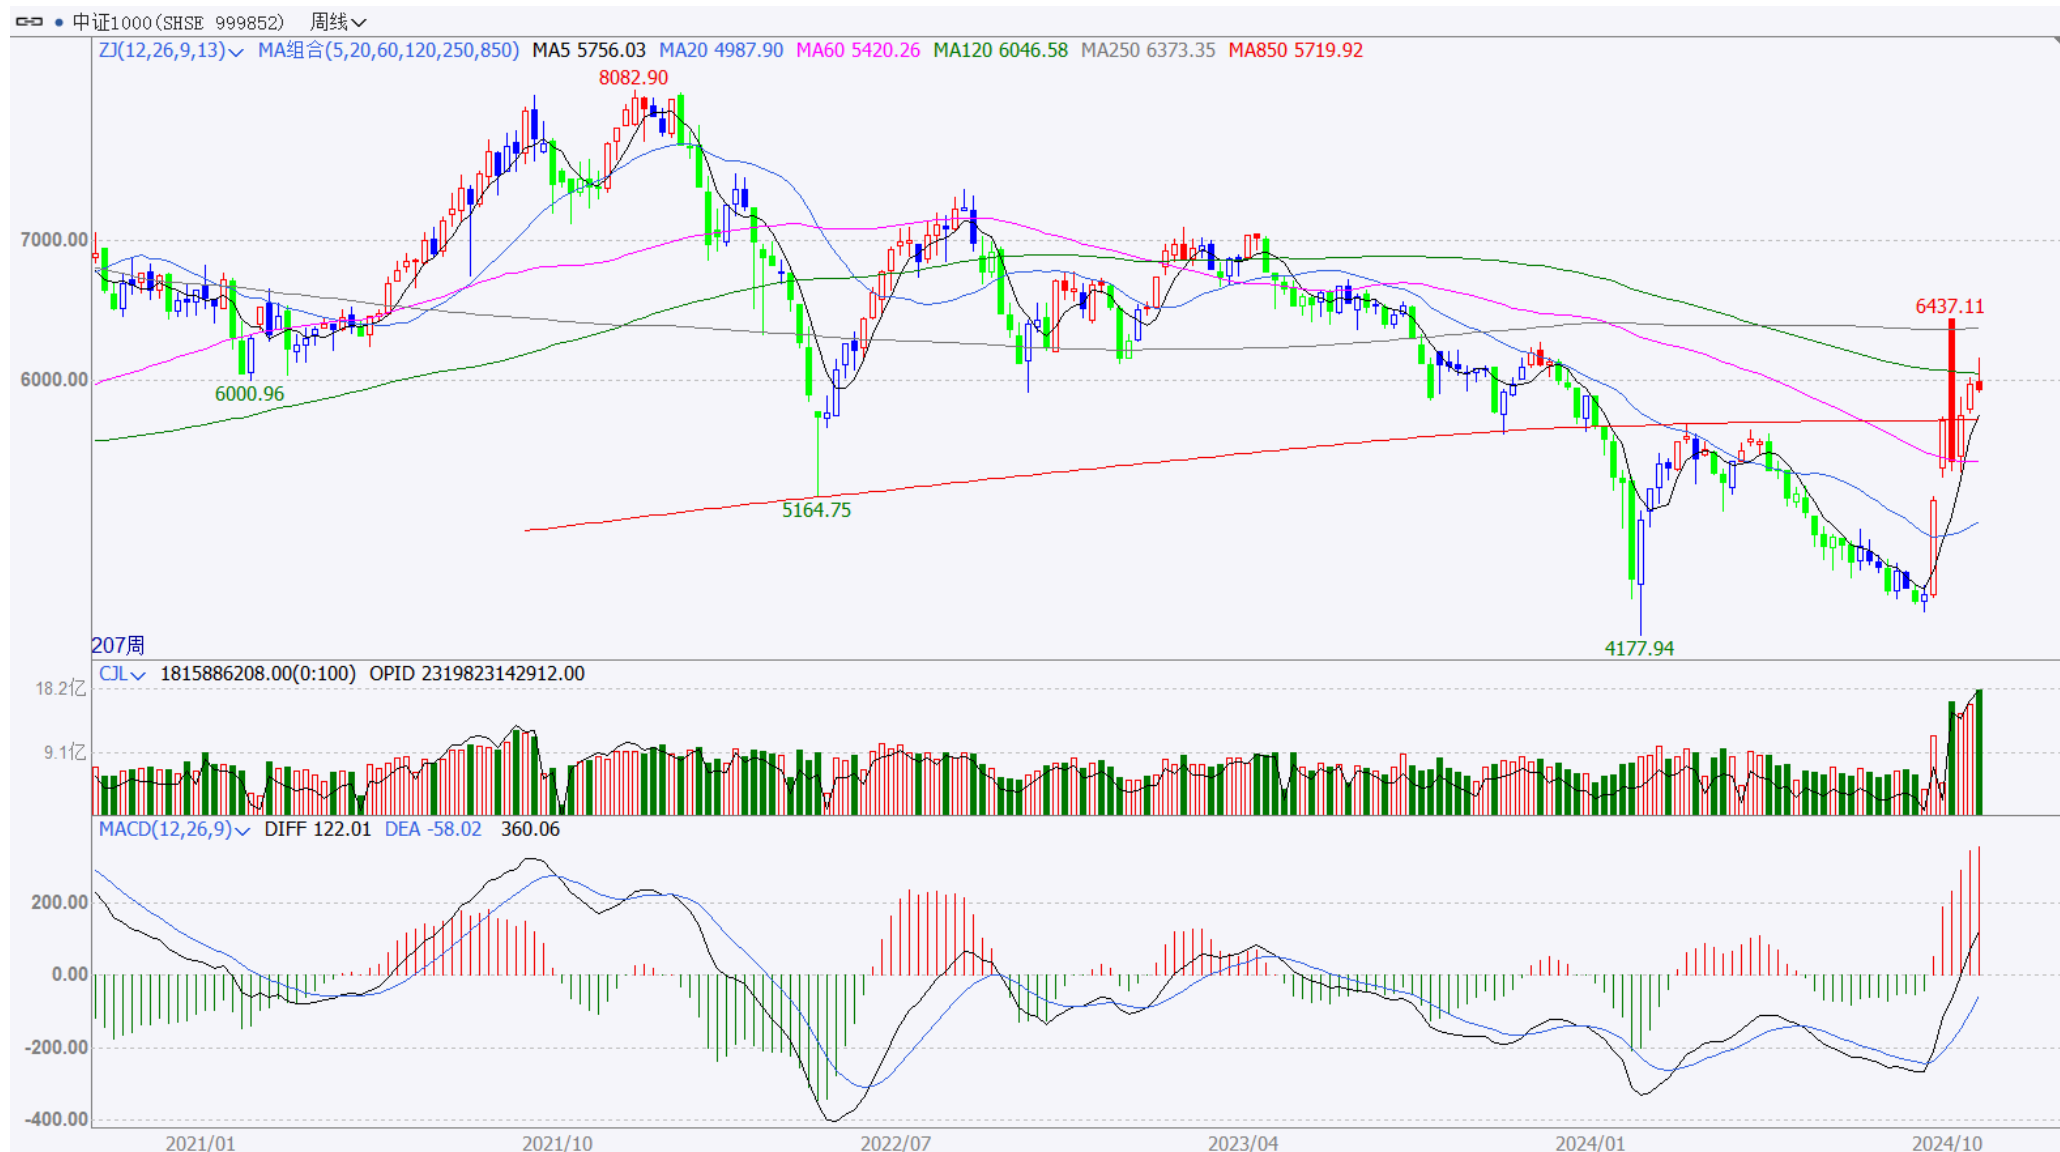 中证1000(SHSE 999852) 周线
ZJ(12,26,9,13) MA组合(5,20,60,120,250,850) MA5 5756.03 MA20 4987.90 MA60 5420.26 MA120 6046.58 MA250 6373.35 MA850 5719.92
8082.90
7000.00
6437.11
6000.00
6000.96
5164.75
207周
4177.94
CJL 1815886208.00(0:100) OPID 2319823142912.00
18.2亿
9.1亿
MACD(12,26,9) DIFF 122.01 DEA -58.02 360.06
200.00
0.00
-200.00
-400.00
2021/01 2021/10 2022/07 2023/04 2024/01 2024/10